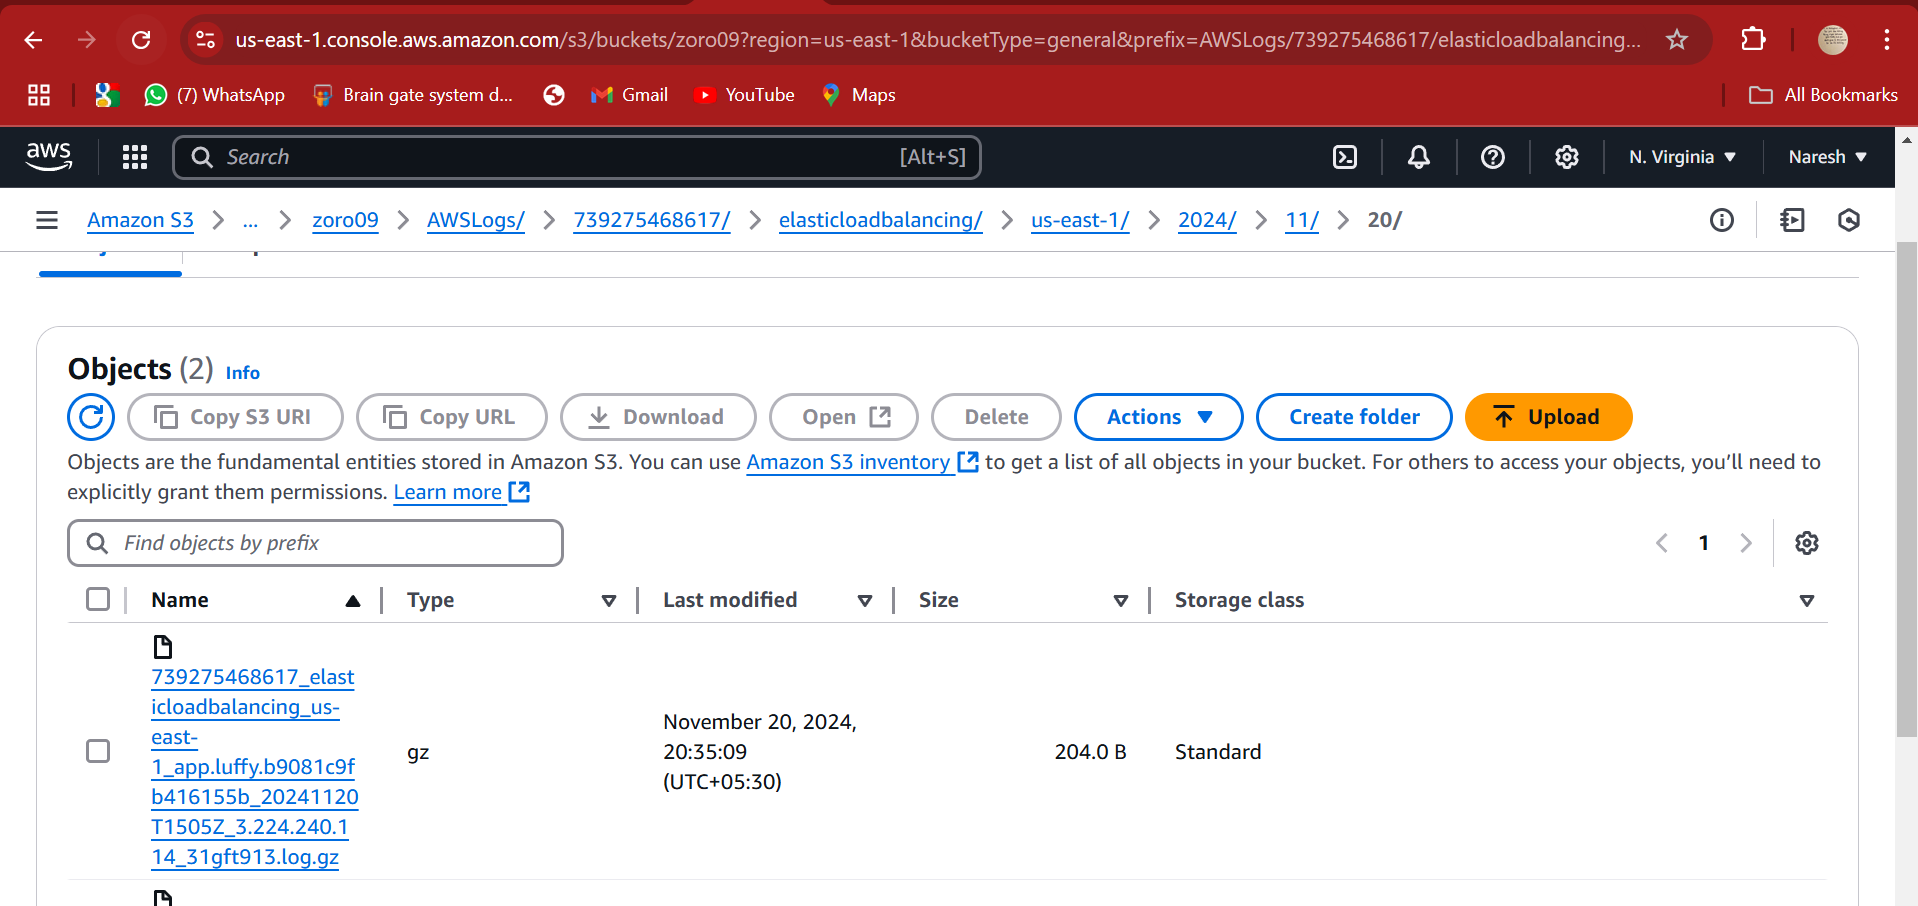 us-east-1.console.aws.amazon.com/s3/buckets/zoro09?region=us-east-1&bucketType=general&prefix=AWSLogs/739275468617/elasticloadbalancing...
(7) WhatsApp
Brain gate system d...
Gmail
YouTube
Maps
All Bookmarks
aws
Search
[Alt+S]
N. Virginia
Naresh
Amazon S3
...
zoro09
AWSLogs/
739275468617/
elasticloadbalancing/
us-east-1/
2024/
11/
20/
Objects (2) Info
Copy S3 URI
Copy URL
Download
Open
Delete
Actions
Create folder
Upload
Objects are the fundamental entities stored in Amazon S3. You can use Amazon S3 inventory to get a list of all objects in your bucket. For others to access your objects, you’ll need to
explicitly grant them permissions. Learn more
Find objects by prefix
1
Name
Type
Last modified
Size
Storage class
739275468617_elast
icloadbalancing_us-
east-
1_app.luffy.b9081c9f
b416155b_20241120
T1505Z_3.224.240.1
14_31gft913.log.gz
gz
November 20, 2024,
20:35:09
(UTC+05:30)
204.0 B
Standard